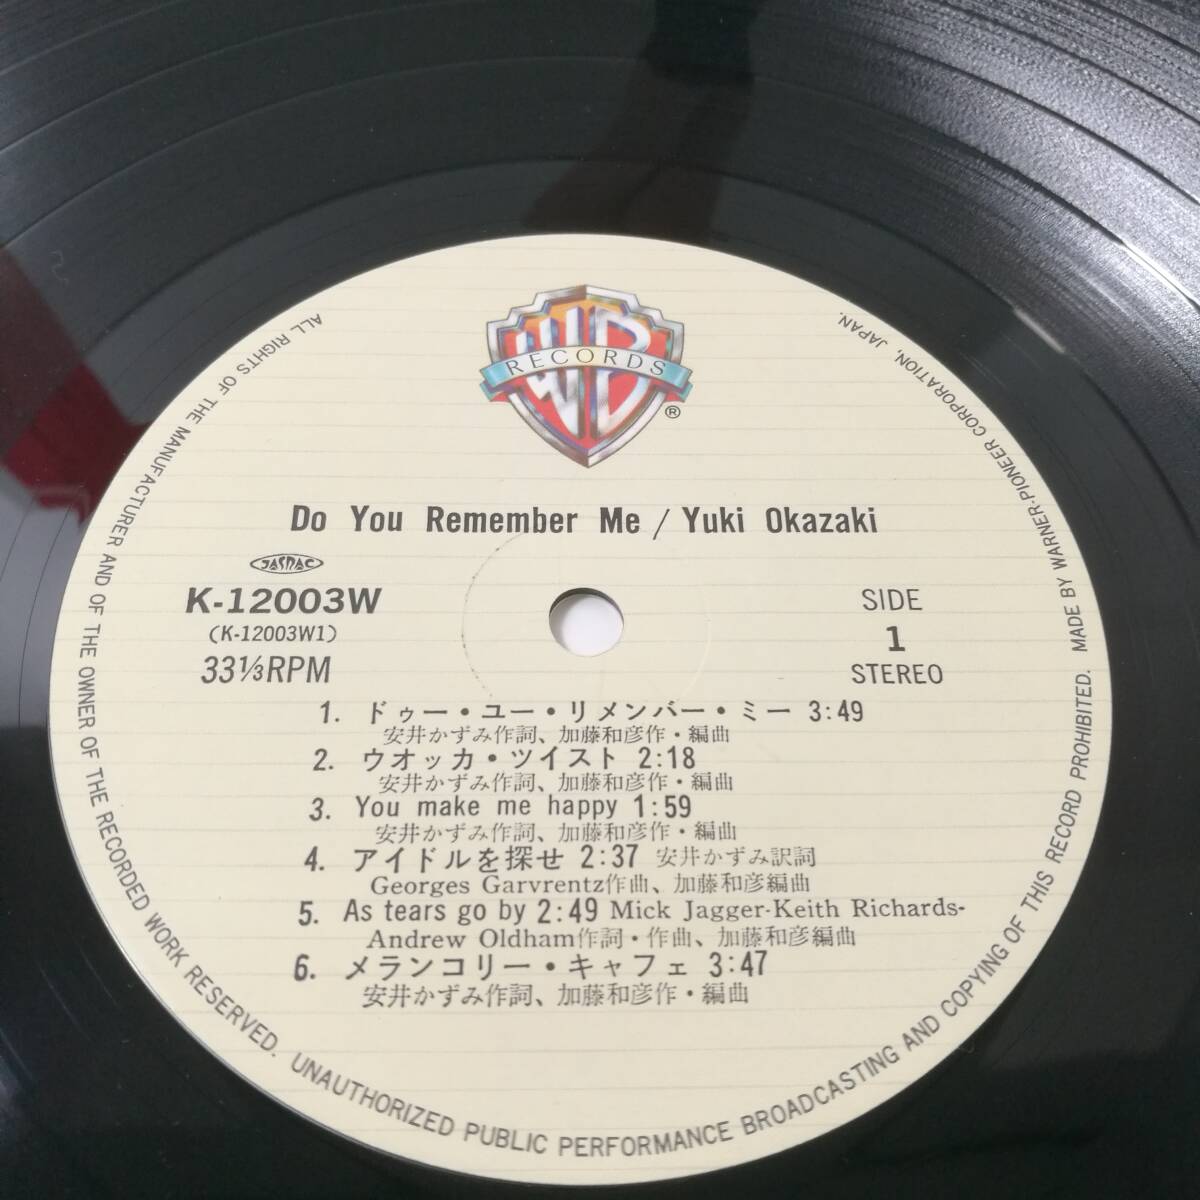 WB
RECORDS
®
Do You Remember Me / Yuki Okazaki
JASRAC
K-12003W
(K-12003W1)
33⅓RPM
SIDE
1
STEREO
1. ドゥー・ユー・リメンバー・ミー 3:49
安井かずみ作詞、加藤和彦作・編曲
2. ウオッカ・ツイスト 2:18
安井かずみ作詞、加藤和彦作・編曲
3. You make me happy 1:59
安井かずみ作詞、加藤和彦作・編曲
4. アイドルを探せ 2:37 安井かずみ訳詞
Georges Garvrentz作曲、加藤和彦編曲
5. As tears go by 2:49 Mick Jagger-Keith Richards-
Andrew Oldham作詞・作曲、加藤和彦編曲
6. メランコリー・キャフェ 3:47
安井かずみ作詞、加藤和彦作・編曲
ALL RIGHTS OF THE MANUFACTURER AND OF THE OWNER OF THE RECORDED WORK RESERVED. UNAUTHORIZED PUBLIC PERFORMANCE BROADCASTING AND COPYING OF THIS RECORD PROHIBITED. MADE BY WARNER-PIONEER CORPORATION, JAPAN.